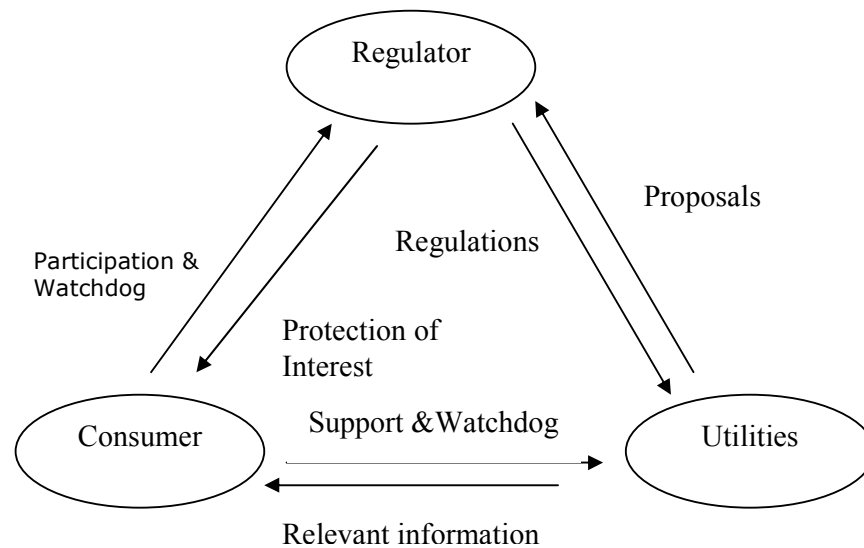 Regulator
Proposals
Regulations
Participation &
Watchdog
Protection of
Interest
Consumer
Support &Watchdog
Utilities
Relevant information